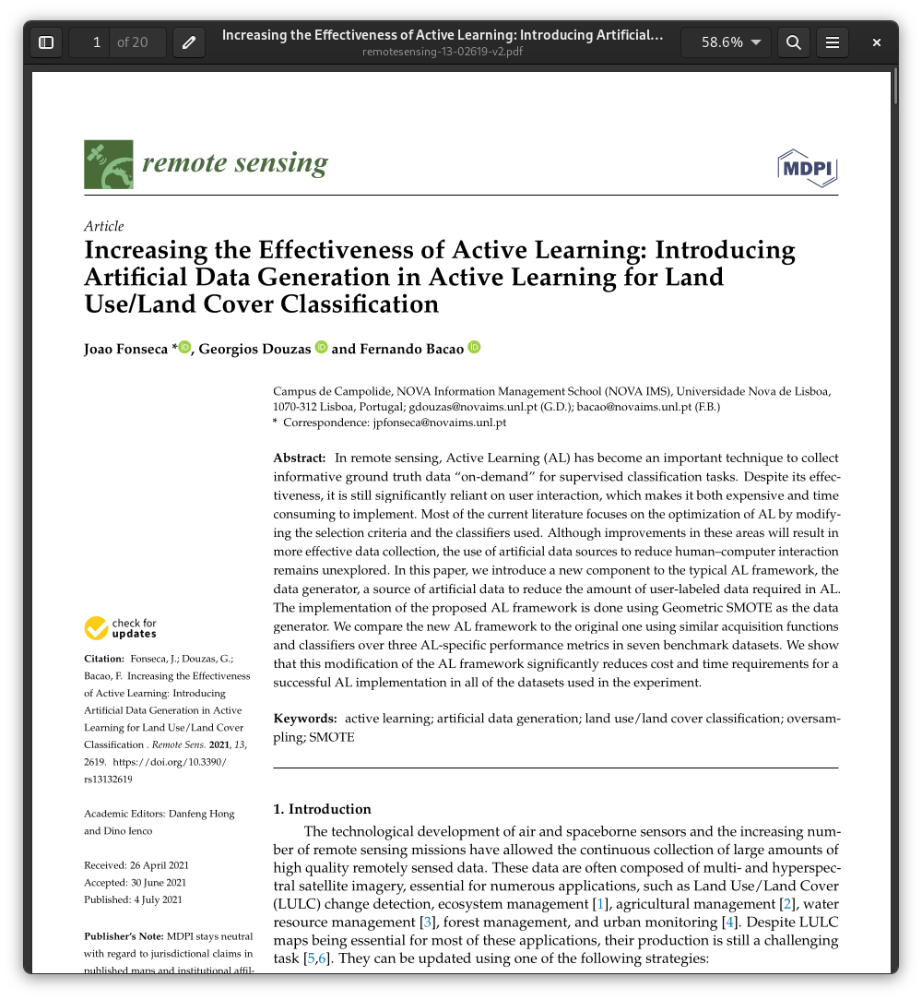 1 of 20
Increasing the Effectiveness of Active Learning: Introducing Artificial...
remotesensing-13-02619-v2.pdf
58.6%
remote sensing
MDPI
Article
Increasing the Effectiveness of Active Learning: Introducing
Artificial Data Generation in Active Learning for Land
Use/Land Cover Classification
Joao Fonseca * iD, Georgios Douzas iD and Fernando Bacao iD
Campus de Campolide, NOVA Information Management School (NOVA IMS), Universidade Nova de Lisboa,
1070-312 Lisboa, Portugal; gdouzas@novaims.unl.pt (G.D.); bacao@novaims.unl.pt (F.B.)
* Correspondence: jpfonseca@novaims.unl.pt
Abstract: In remote sensing, Active Learning (AL) has become an important technique to collect
informative ground truth data “on-demand” for supervised classification tasks. Despite its effec-
tiveness, it is still significantly reliant on user interaction, which makes it both expensive and time
consuming to implement. Most of the current literature focuses on the optimization of AL by modify-
ing the selection criteria and the classifiers used. Although improvements in these areas will result in
more effective data collection, the use of artificial data sources to reduce human–computer interaction
remains unexplored. In this paper, we introduce a new component to the typical AL framework, the
data generator, a source of artificial data to reduce the amount of user-labeled data required in AL.
The implementation of the proposed AL framework is done using Geometric SMOTE as the data
generator. We compare the new AL framework to the original one using similar acquisition functions
and classifiers over three AL-specific performance metrics in seven benchmark datasets. We show
that this modification of the AL framework significantly reduces cost and time requirements for a
successful AL implementation in all of the datasets used in the experiment.
Keywords: active learning; artificial data generation; land use/land cover classification; oversam-
pling; SMOTE
check for
updates
Citation: Fonseca, J.; Douzas, G.;
Bacao, F. Increasing the Effectiveness
of Active Learning: Introducing
Artificial Data Generation in Active
Learning for Land Use/Land Cover
Classification . Remote Sens. 2021, 13,
2619. https://doi.org/10.3390/
rs13132619
Academic Editors: Danfeng Hong
and Dino Ienco
Received: 26 April 2021
Accepted: 30 June 2021
Published: 4 July 2021
Publisher’s Note: MDPI stays neutral
with regard to jurisdictional claims in
published maps and institutional affil-
1. Introduction
The technological development of air and spaceborne sensors and the increasing num-
ber of remote sensing missions have allowed the continuous collection of large amounts of
high quality remotely sensed data. These data are often composed of multi- and hyperspec-
tral satellite imagery, essential for numerous applications, such as Land Use/Land Cover
(LULC) change detection, ecosystem management [1], agricultural management [2], water
resource management [3], forest management, and urban monitoring [4]. Despite LULC
maps being essential for most of these applications, their production is still a challenging
task [5,6]. They can be updated using one of the following strategies: